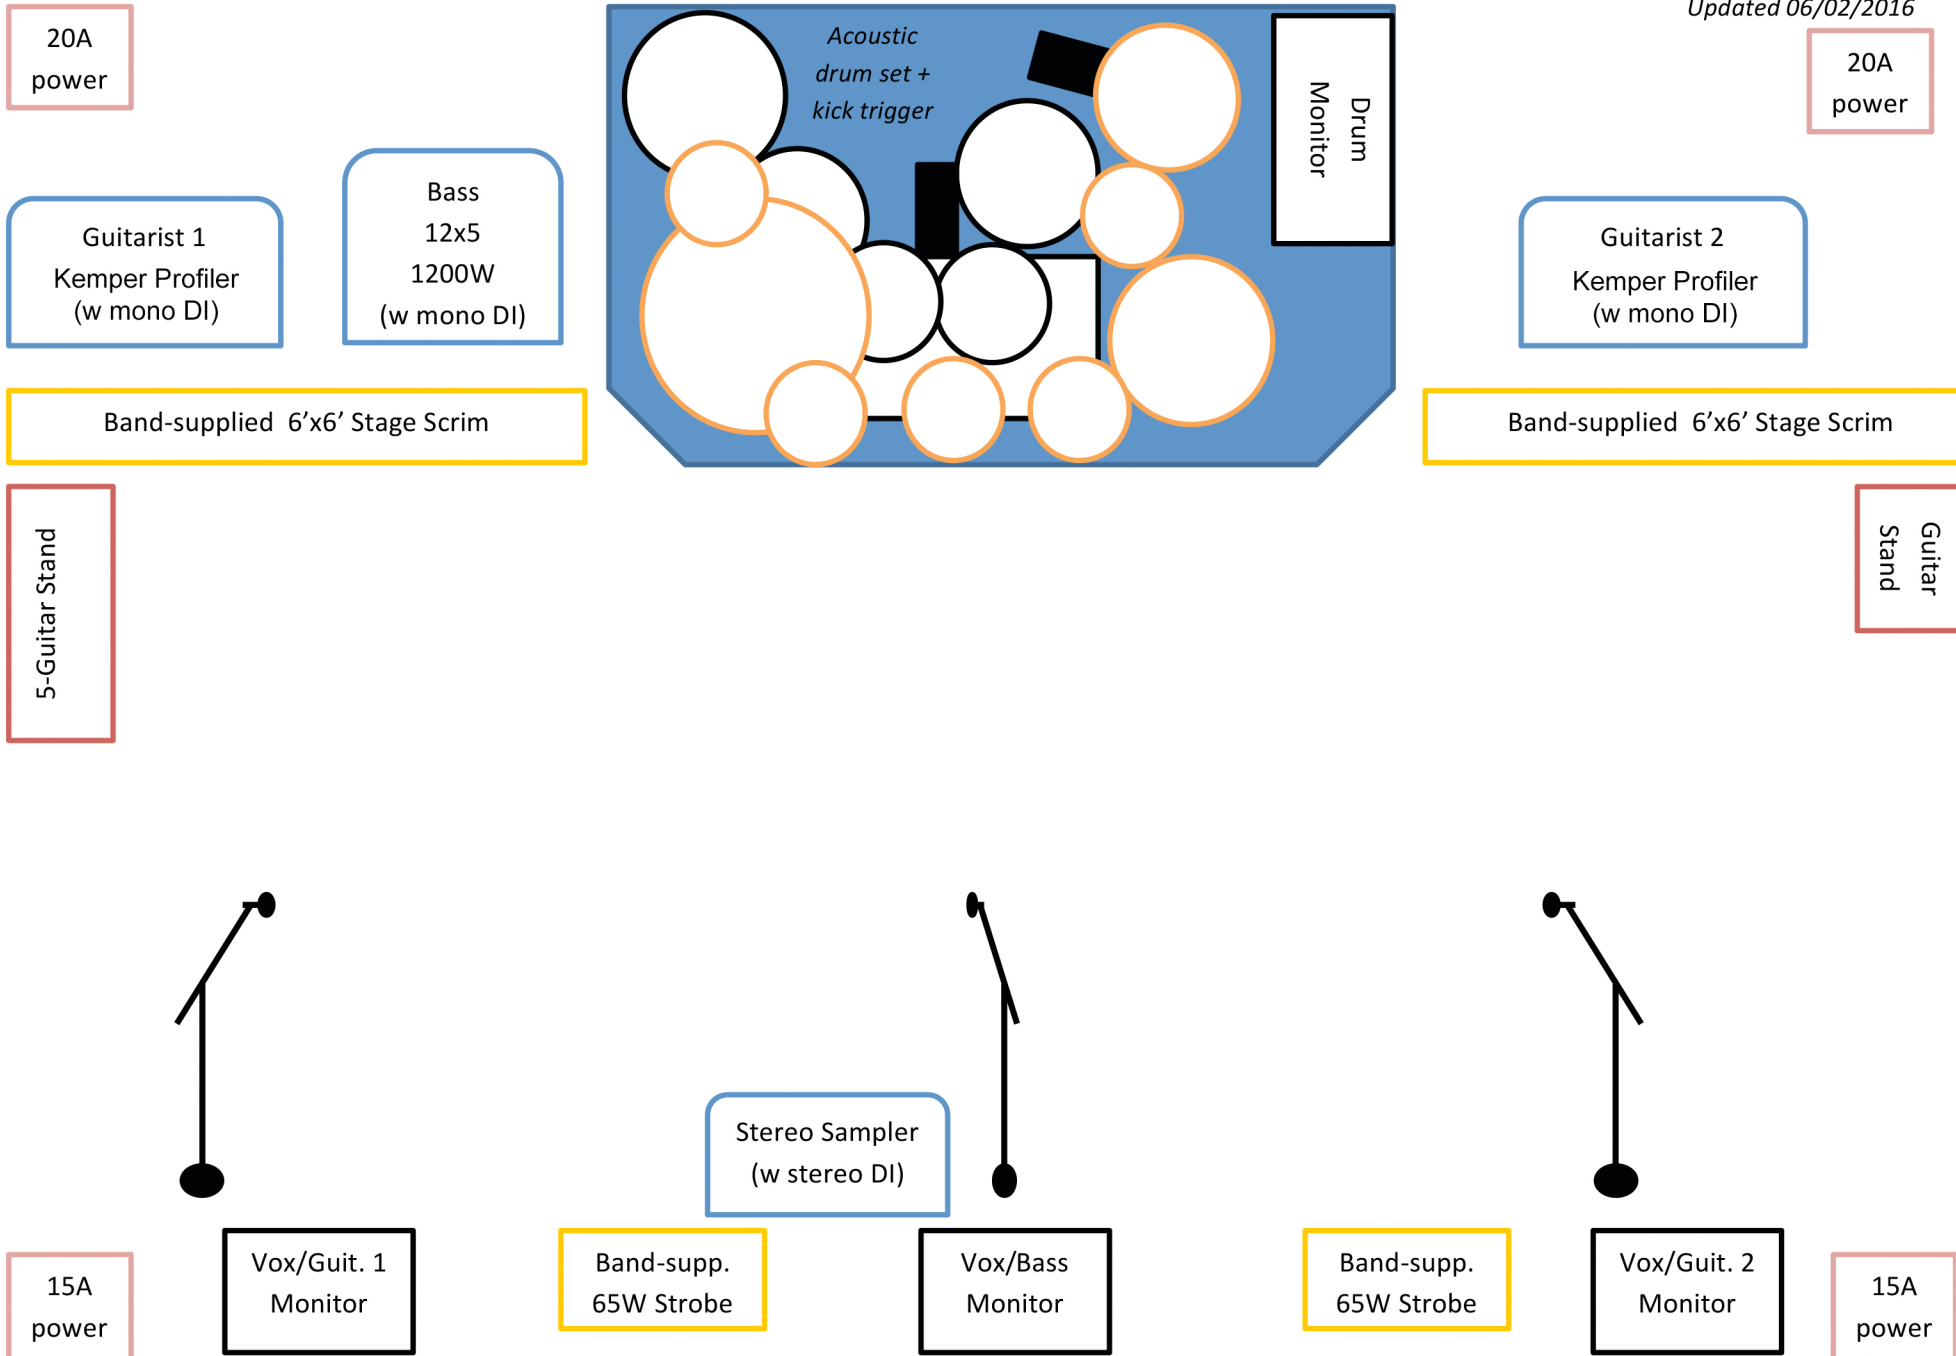 Updated 06/02/2016
20A
power
Acoustic
drum set +
kick trigger
Drum
Monitor
20A
power
Guitarist 1
Kemper Profiler
(w mono DI)
Bass
12x5
1200W
(w mono DI)
Guitarist 2
Kemper Profiler
(w mono DI)
Band-supplied  6’x6’ Stage Scrim
Band-supplied  6’x6’ Stage Scrim
5-Guitar Stand
Guitar
Stand
Stereo Sampler
(w stereo DI)
15A
power
Vox/Guit. 1
Monitor
Band-supp.
65W Strobe
Vox/Bass
Monitor
Band-supp.
65W Strobe
Vox/Guit. 2
Monitor
15A
power